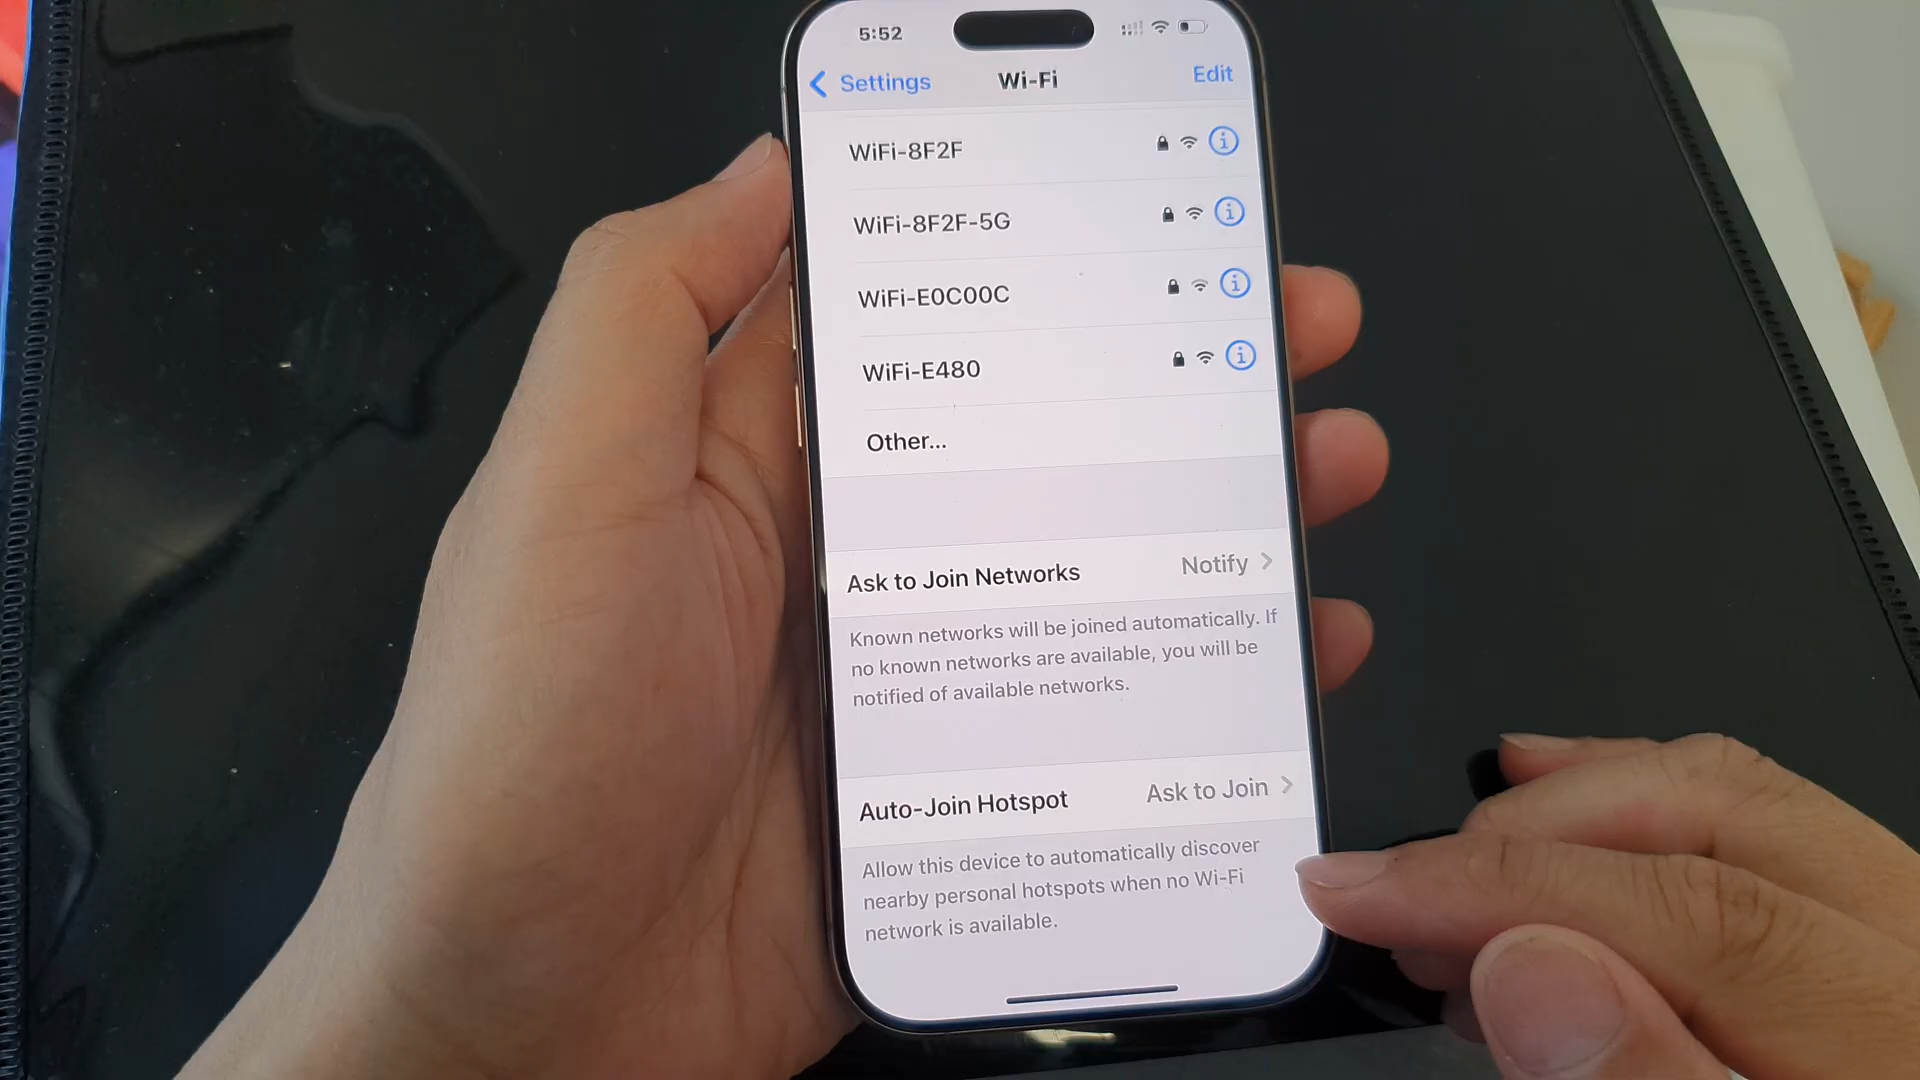 5:52
Settings
Wi-Fi
Edit
WiFi-8F2F
WiFi-8F2F-5G
WiFi-E0C00C
WiFi-E480
Other...
Ask to Join Networks
Notify
Known networks will be joined automatically. If
no known networks are available, you will be
notified of available networks.
Auto-Join Hotspot
Ask to Join
Allow this device to automatically discover
nearby personal hotspots when no Wi-Fi
network is available.